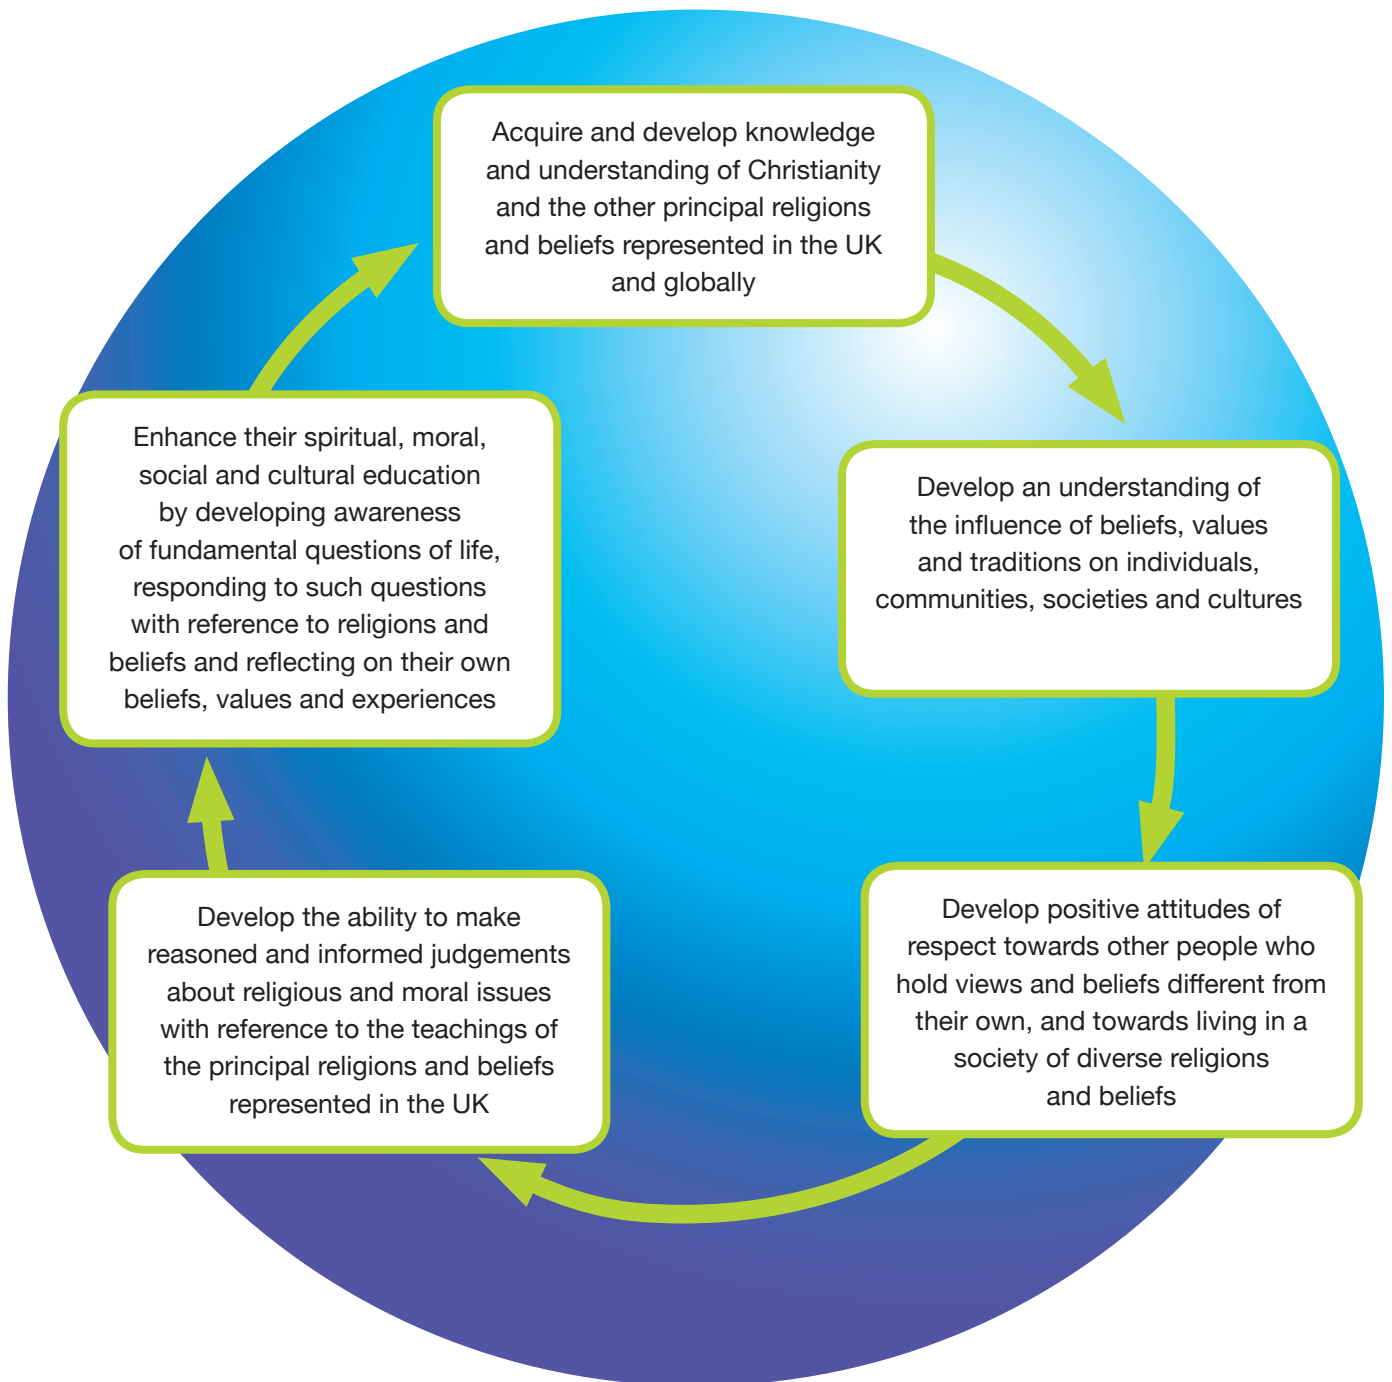 Acquire and develop knowledge
and understanding of Christianity
and the other principal religions
and beliefs represented in the UK
and globally
Develop an understanding of
the influence of beliefs, values
and traditions on individuals,
communities, societies and cultures
Develop positive attitudes of
respect towards other people who
hold views and beliefs different from
their own, and towards living in a
society of diverse religions
and beliefs
Develop the ability to make
reasoned and informed judgements
about religious and moral issues
with reference to the teachings of
the principal religions and beliefs
represented in the UK
Enhance their spiritual, moral,
social and cultural education
by developing awareness
of fundamental questions of life,
responding to such questions
with reference to religions and
beliefs and reflecting on their own
beliefs, values and experiences